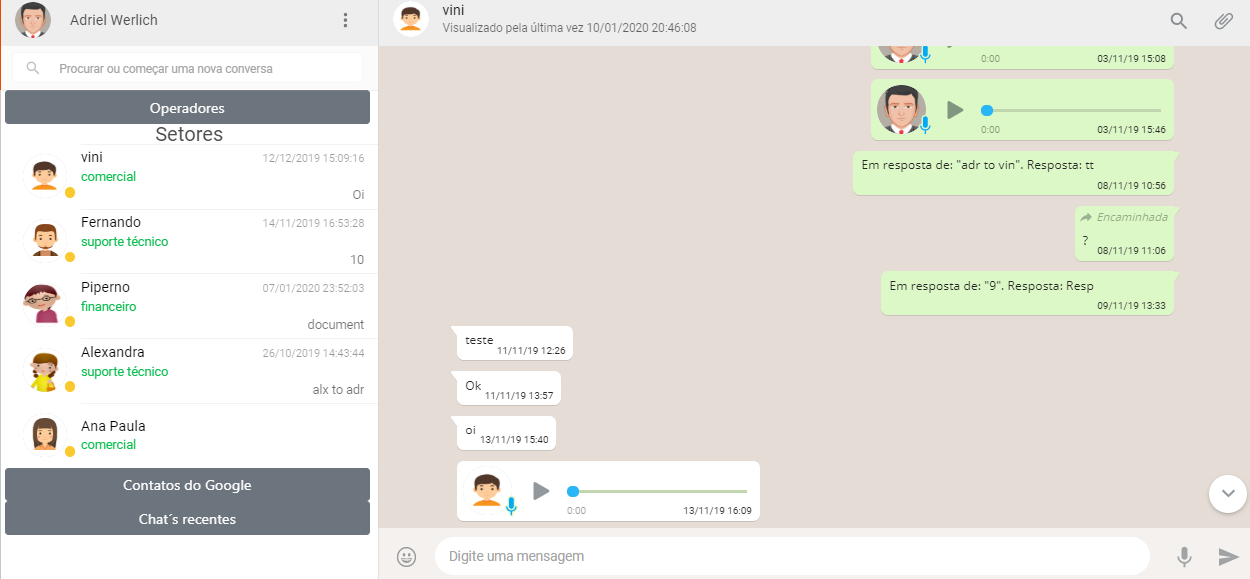 Adriel Werlich
Procurar ou começar uma nova conversa
Operadores
Setores
vini
12/12/2019 15:09:16
comercial
Oi
Fernando
14/11/2019 16:53:28
suporte técnico
10
Piperno
07/01/2020 23:52:03
financeiro
document
Alexandra
26/10/2019 14:43:44
suporte técnico
alx to adr
Ana Paula
comercial
Contatos do Google
Chat´s recentes
vini
Visualizado pela última vez 10/01/2020 20:46:08
0:00
03/11/19 15:08
0:00
03/11/19 15:46
Em resposta de: "adr to vin". Resposta: tt
08/11/19 10:56
Encaminhada
?
08/11/19 11:06
Em resposta de: "9". Resposta: Resp
09/11/19 13:33
teste
11/11/19 12:26
Ok
11/11/19 13:57
oi
13/11/19 15:40
0:00
13/11/19 16:09
Digite uma mensagem